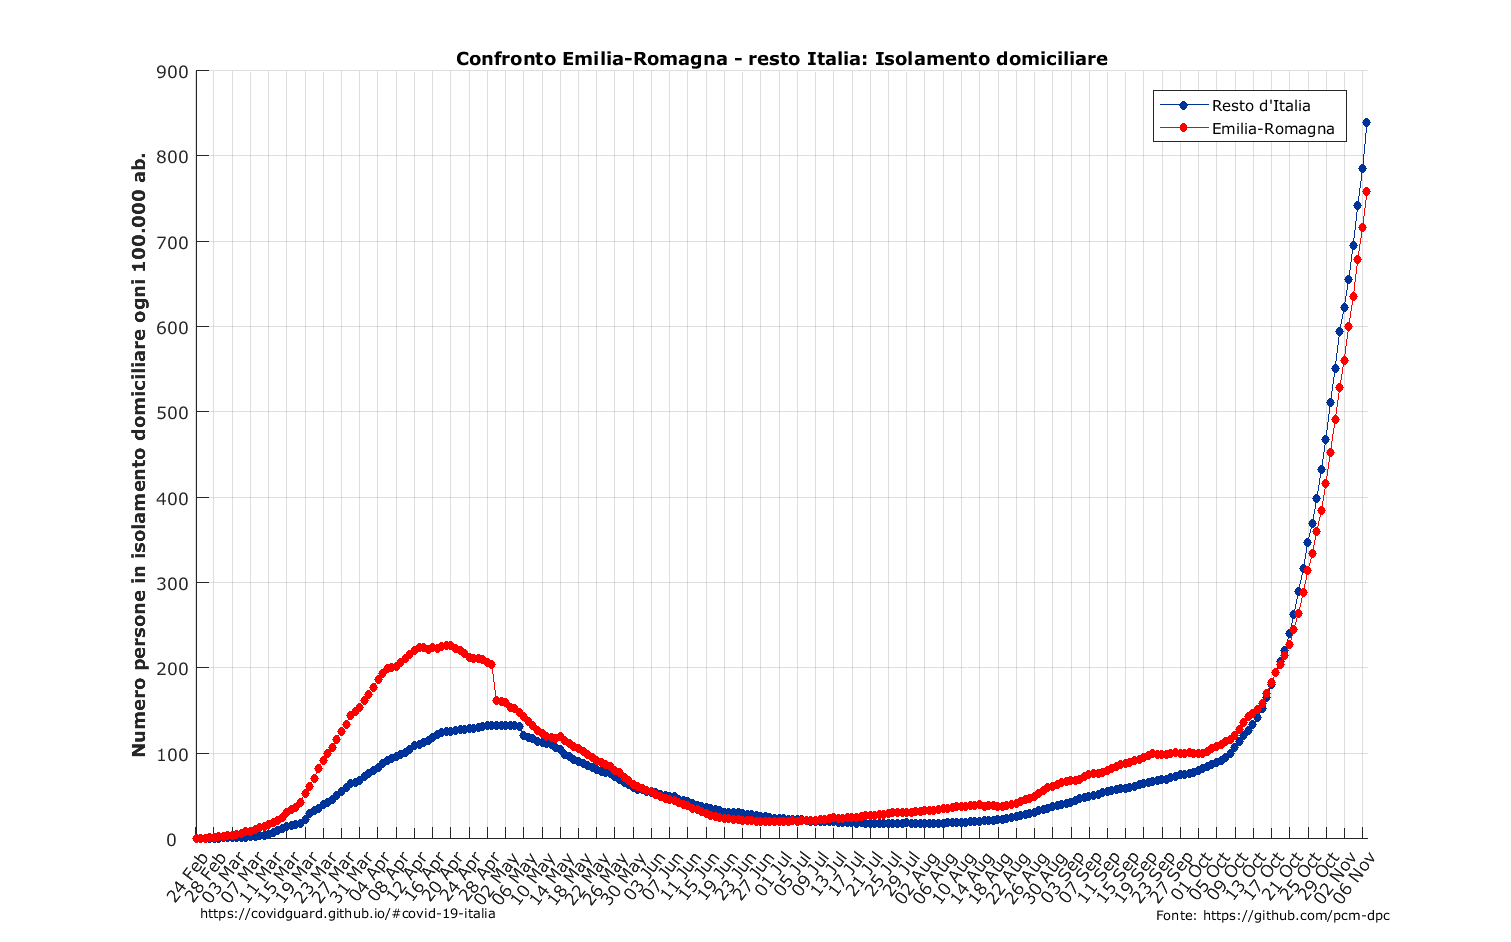 Confronto Emilia-Romagna - resto Italia: Isolamento domiciliare
Resto d'Italia
Emilia-Romagna
Numero persone in isolamento domiciliare ogni 100.000 ab.
900
800
700
600
500
400
300
200
100
0
24 Feb
28 Feb
03 Mar
07 Mar
11 Mar
15 Mar
19 Mar
23 Mar
27 Mar
31 Mar
04 Apr
08 Apr
12 Apr
16 Apr
20 Apr
24 Apr
28 Apr
02 May
06 May
10 May
14 May
18 May
22 May
26 May
30 May
03 Jun
07 Jun
11 Jun
15 Jun
19 Jun
23 Jun
27 Jun
01 Jul
05 Jul
09 Jul
13 Jul
17 Jul
21 Jul
25 Jul
29 Jul
02 Aug
06 Aug
10 Aug
14 Aug
18 Aug
22 Aug
26 Aug
30 Aug
03 Sep
07 Sep
11 Sep
15 Sep
19 Sep
23 Sep
27 Sep
01 Oct
05 Oct
09 Oct
13 Oct
17 Oct
21 Oct
25 Oct
29 Oct
02 Nov
06 Nov
https://covidguard.github.io/#covid-19-italia
Fonte: https://github.com/pcm-dpc